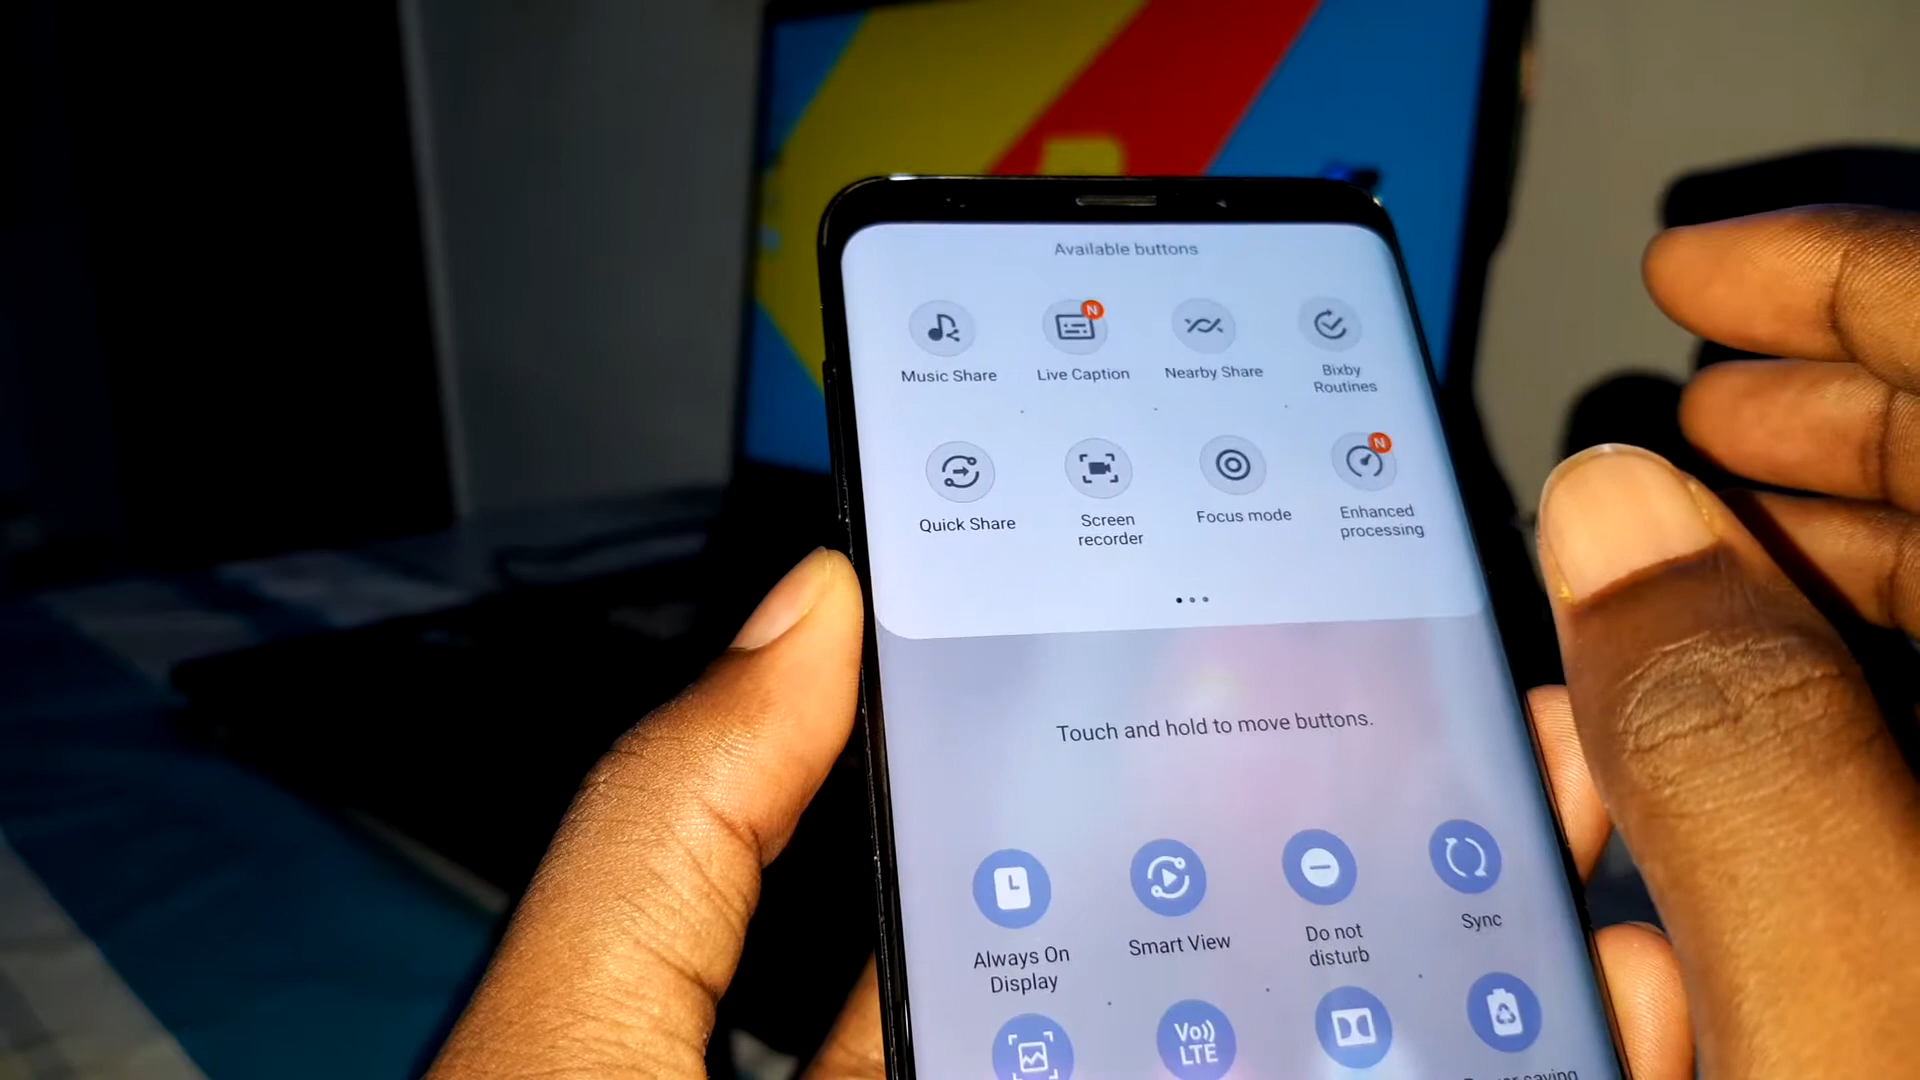 Available buttons
N
Music Share
Live Caption
Nearby Share
Bixby
Routines
N
Quick Share
Screen
recorder
Focus mode
Enhanced
processing
Touch and hold to move buttons.
Always On
Display
Smart View
Do not
disturb
Sync
Vo))
LTE
saving